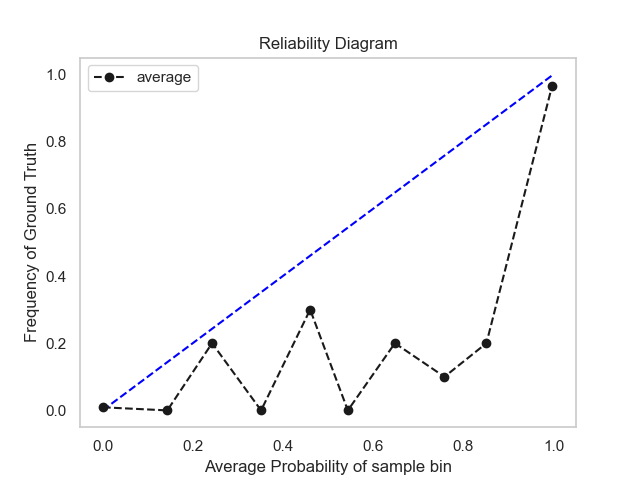 Reliability Diagram
average
Frequency of Ground Truth
1.0
0.8
0.6
0.4
0.2
0.0
0.0 0.2 0.4 0.6 0.8 1.0
Average Probability of sample bin